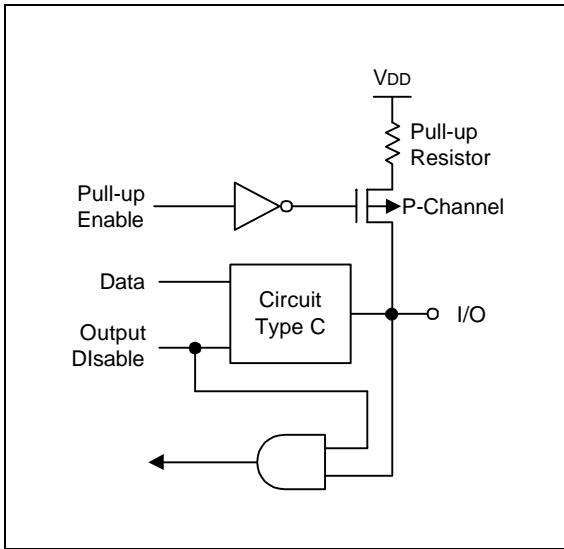 VDD
Pull-up
Resistor
Pull-up
Enable
P-Channel
Data
Circuit
Type C
I/O
Output
DIsable